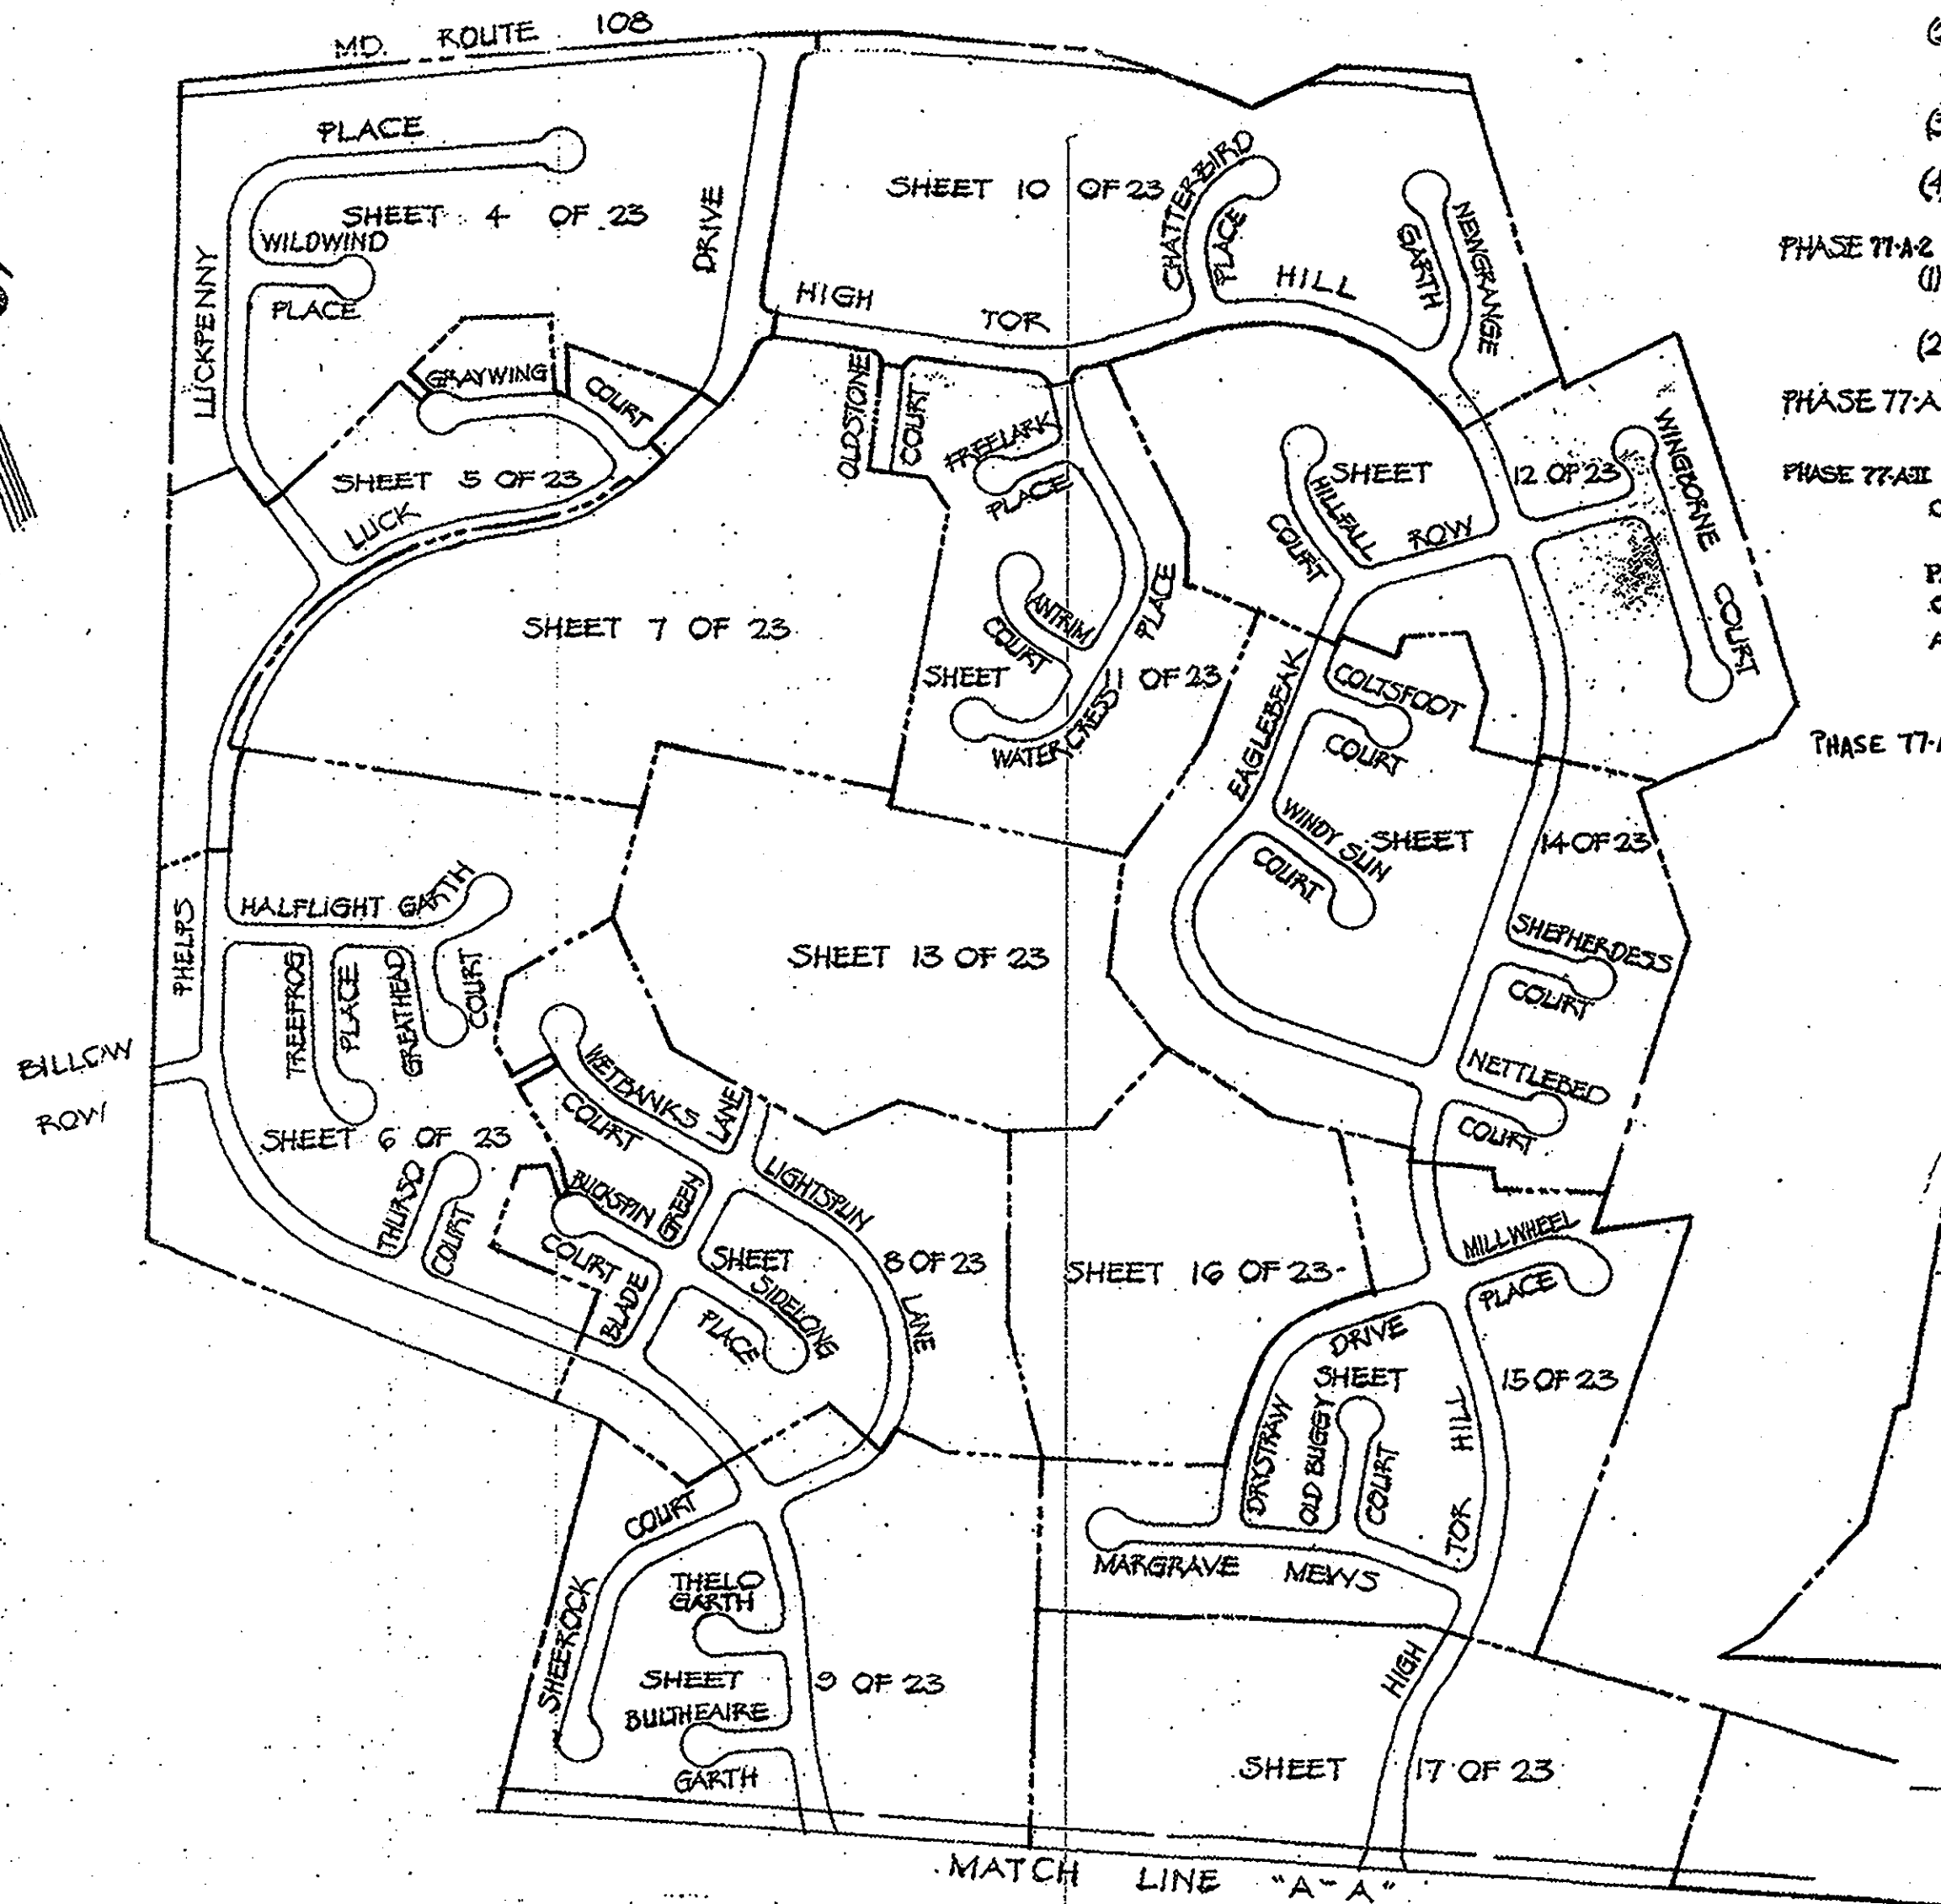 MD. ROUTE 108
PLACE
SHEET 4 OF 23
WILDWIND
PLACE
LUCKPENNY
DRIVE
SHEET 10 OF 23
CHATTERBIRD
PLACE
NEWGRANGE
GARTH
HIGH TOR HILL
PHASE 77-A-2
(1)
(2
PHASE 77-A
PHASE 77-A-II
PHASE 77-
GRAYWING
COURT
SHEET 5 OF 23
LUCK
OLDSTONE
COURT
FREELARK
PLACE
SHEET 12 OF 23
HILLFALL
COURT
ROW
WINGBORNE COURT
SHEET 7 OF 23
ANTRIM
COURT
PLACE
SHEET 11 OF 23
WATERCRESS
EAGLEBEAK
COLTSFOOT
COURT
WINDY SUN
COURT
SHEET 14 OF 23
HALFLIGHT GARTH
PHELPS
TREEFROG
PLACE
GREATHEAD
COURT
SHEET 13 OF 23
SHEPHERDESS
COURT
BILLOW
ROW
WETBANKS
COURT
LANE
NETTLEBED
COURT
SHEET 6 OF 23
THURSO
COURT
BUCKSPIN
COURT
GREEN
BLADE
LIGHTSPUN
LANE
SHEET 8 OF 23
SIDELONG
PLACE
SHEET 16 OF 23
MILLWHEEL
PLACE
DRIVE
SHEET 15 OF 23
DRYSTRAW
OLD BUGGY
COURT
HILL
TOR
HIGH
COURT
SHEEROCK
THELO
GARTH
MARGRAVE MEWS
SHEET 9 OF 23
BULTHEAIRE
GARTH
SHEET 17 OF 23
MATCH LINE "A-A"